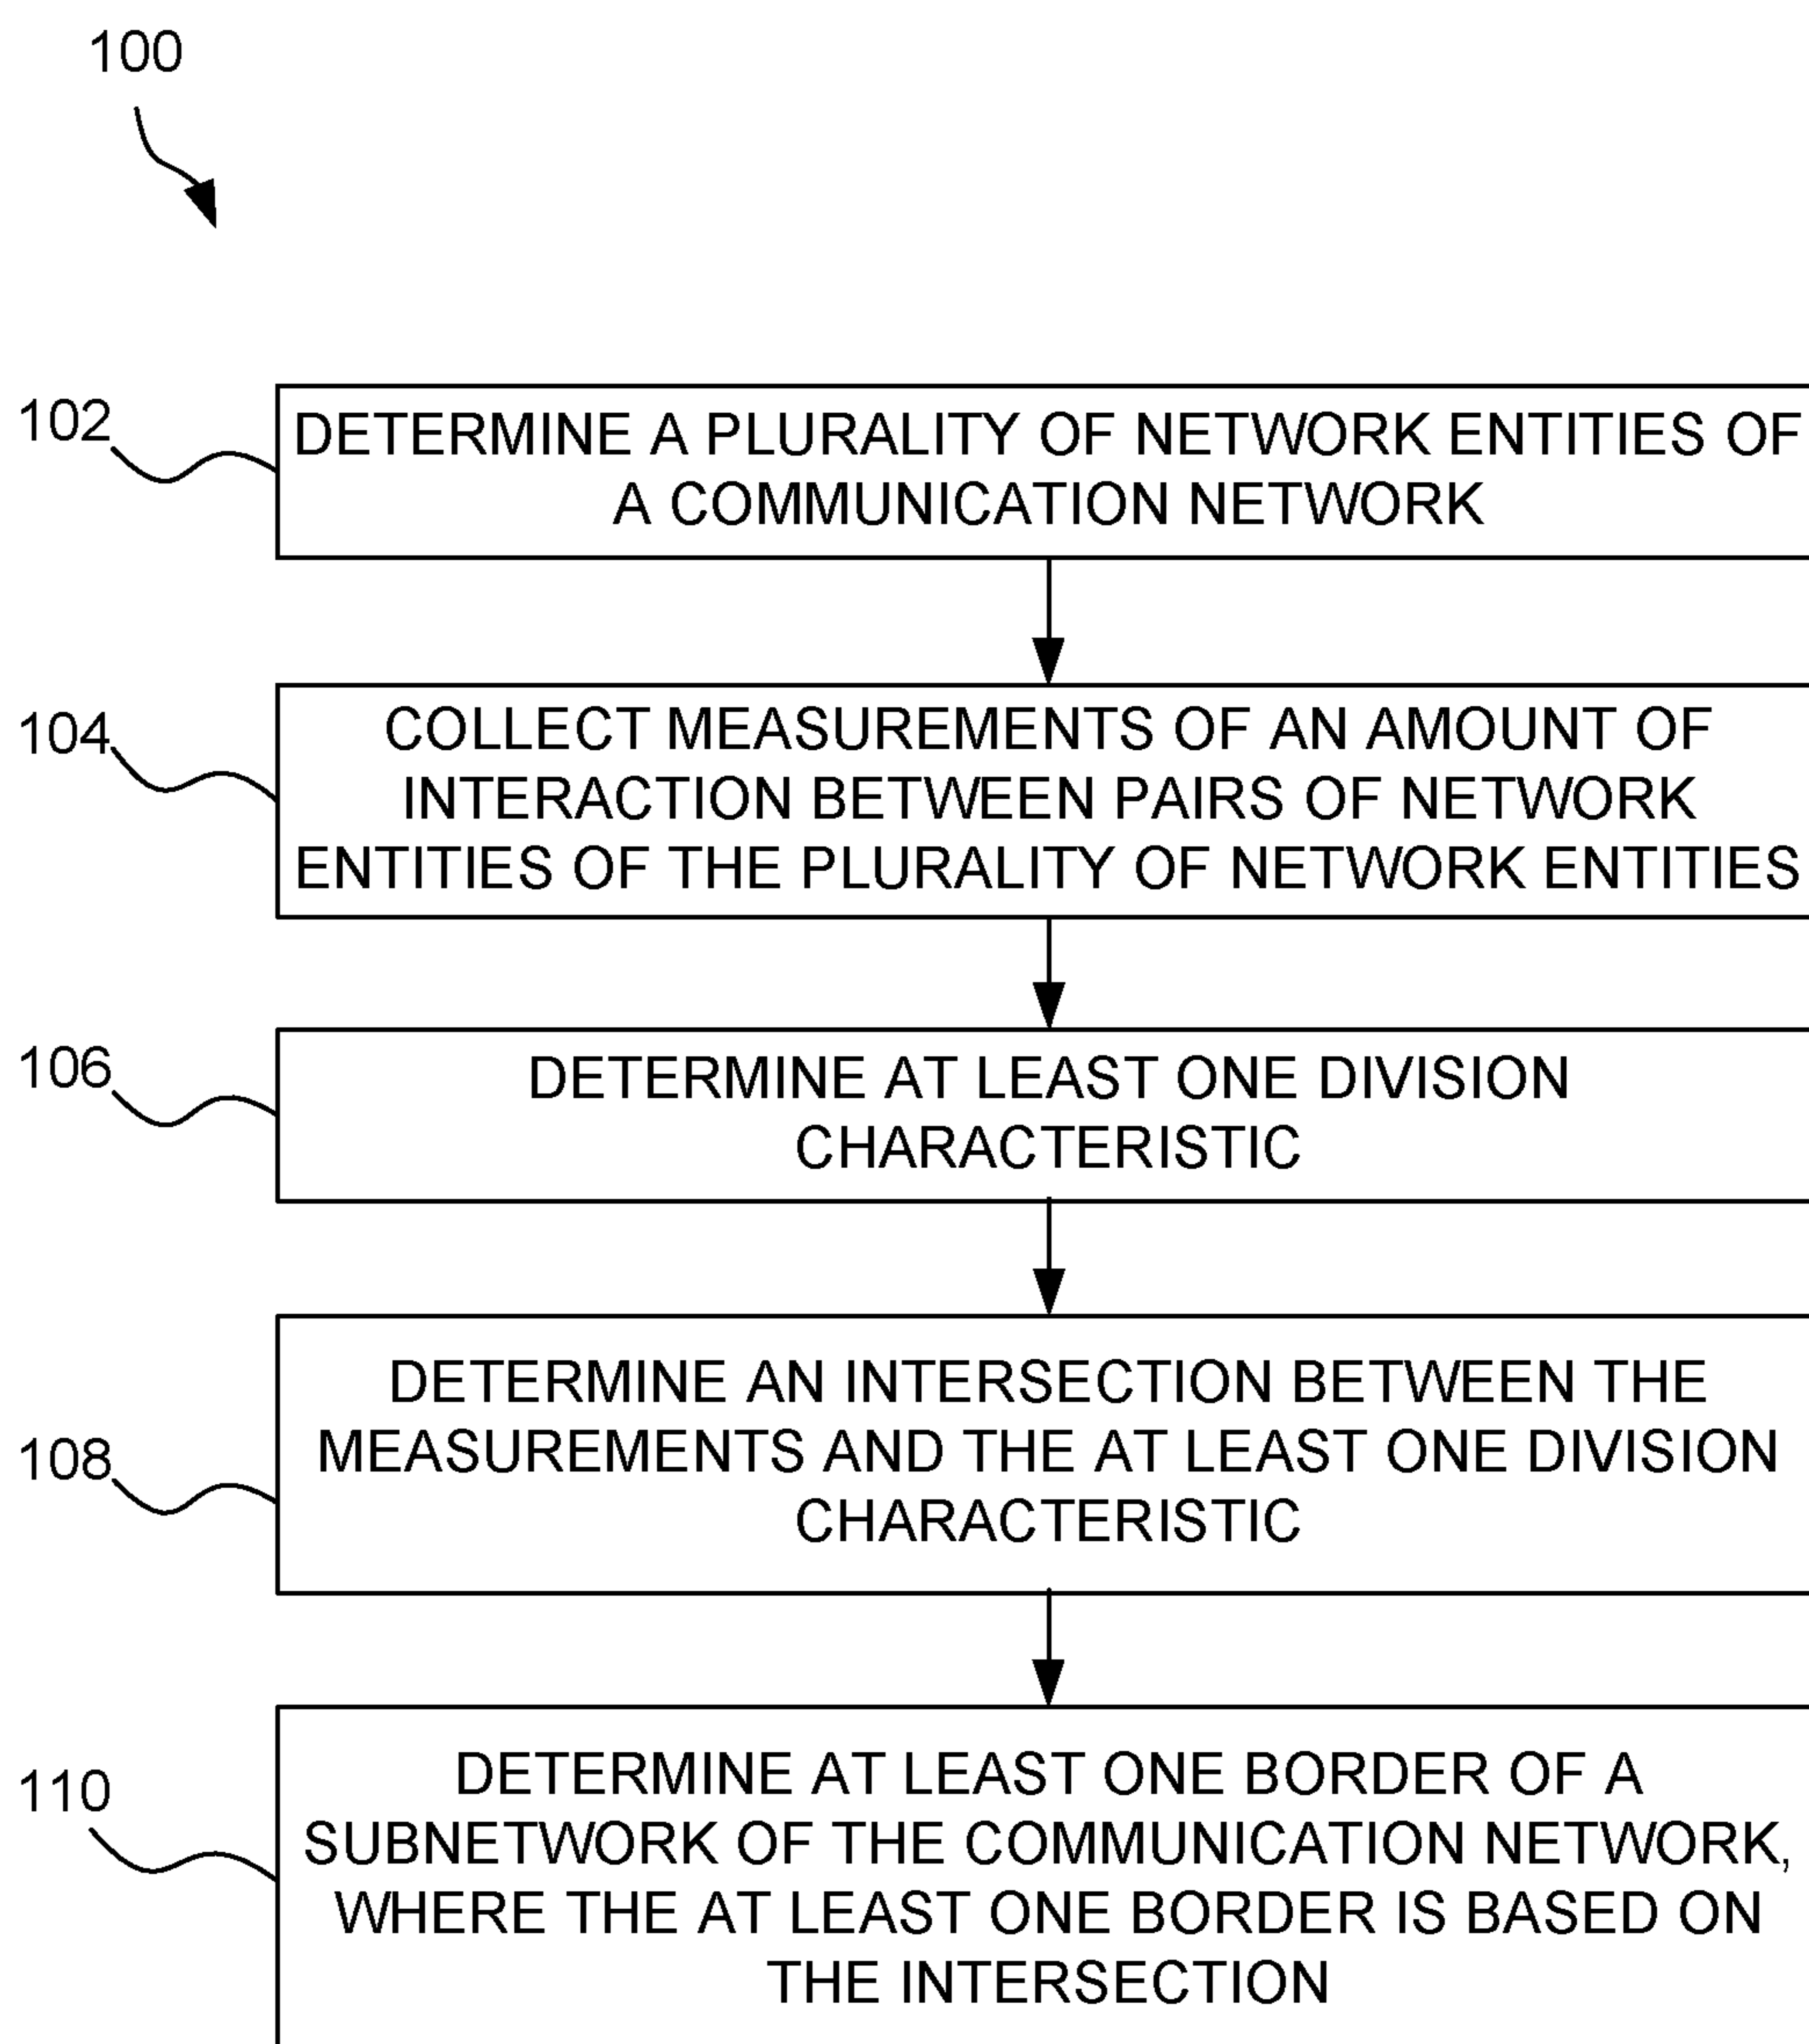 100
102
DETERMINE A PLURALITY OF NETWORK ENTITIES OF
A COMMUNICATION NETWORK
104
COLLECT MEASUREMENTS OF AN AMOUNT OF
INTERACTION BETWEEN PAIRS OF NETWORK
ENTITIES OF THE PLURALITY OF NETWORK ENTITIES
106
DETERMINE AT LEAST ONE DIVISION
CHARACTERISTIC
108
DETERMINE AN INTERSECTION BETWEEN THE
MEASUREMENTS AND THE AT LEAST ONE DIVISION
CHARACTERISTIC
110
DETERMINE AT LEAST ONE BORDER OF A
SUBNETWORK OF THE COMMUNICATION NETWORK,
WHERE THE AT LEAST ONE BORDER IS BASED ON
THE INTERSECTION